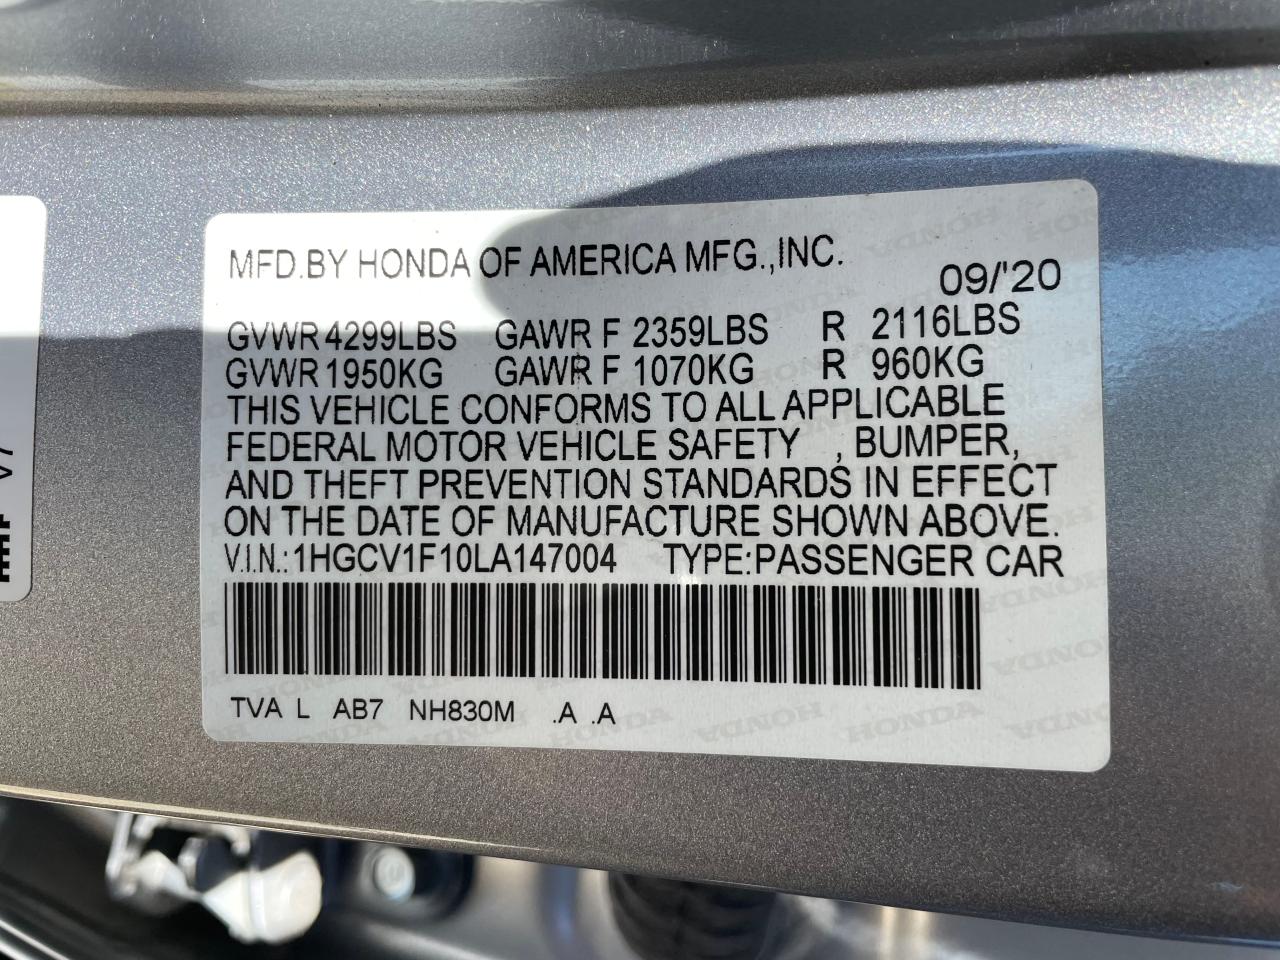 MFD.BY HONDA OF AMERICA MFG.,INC.
09/'20
GVWR 4299LBS GAWR F 2359LBS R 2116LBS
GVWR 1950KG GAWR F 1070KG R 960KG
THIS VEHICLE CONFORMS TO ALL APPLICABLE
FEDERAL MOTOR VEHICLE SAFETY , BUMPER,
AND THEFT PREVENTION STANDARDS IN EFFECT
ON THE DATE OF MANUFACTURE SHOWN ABOVE.
V.I.N.:1HGCV1F10LA147004 TYPE:PASSENGER CAR
TVA L AB7 NH830M .A .A